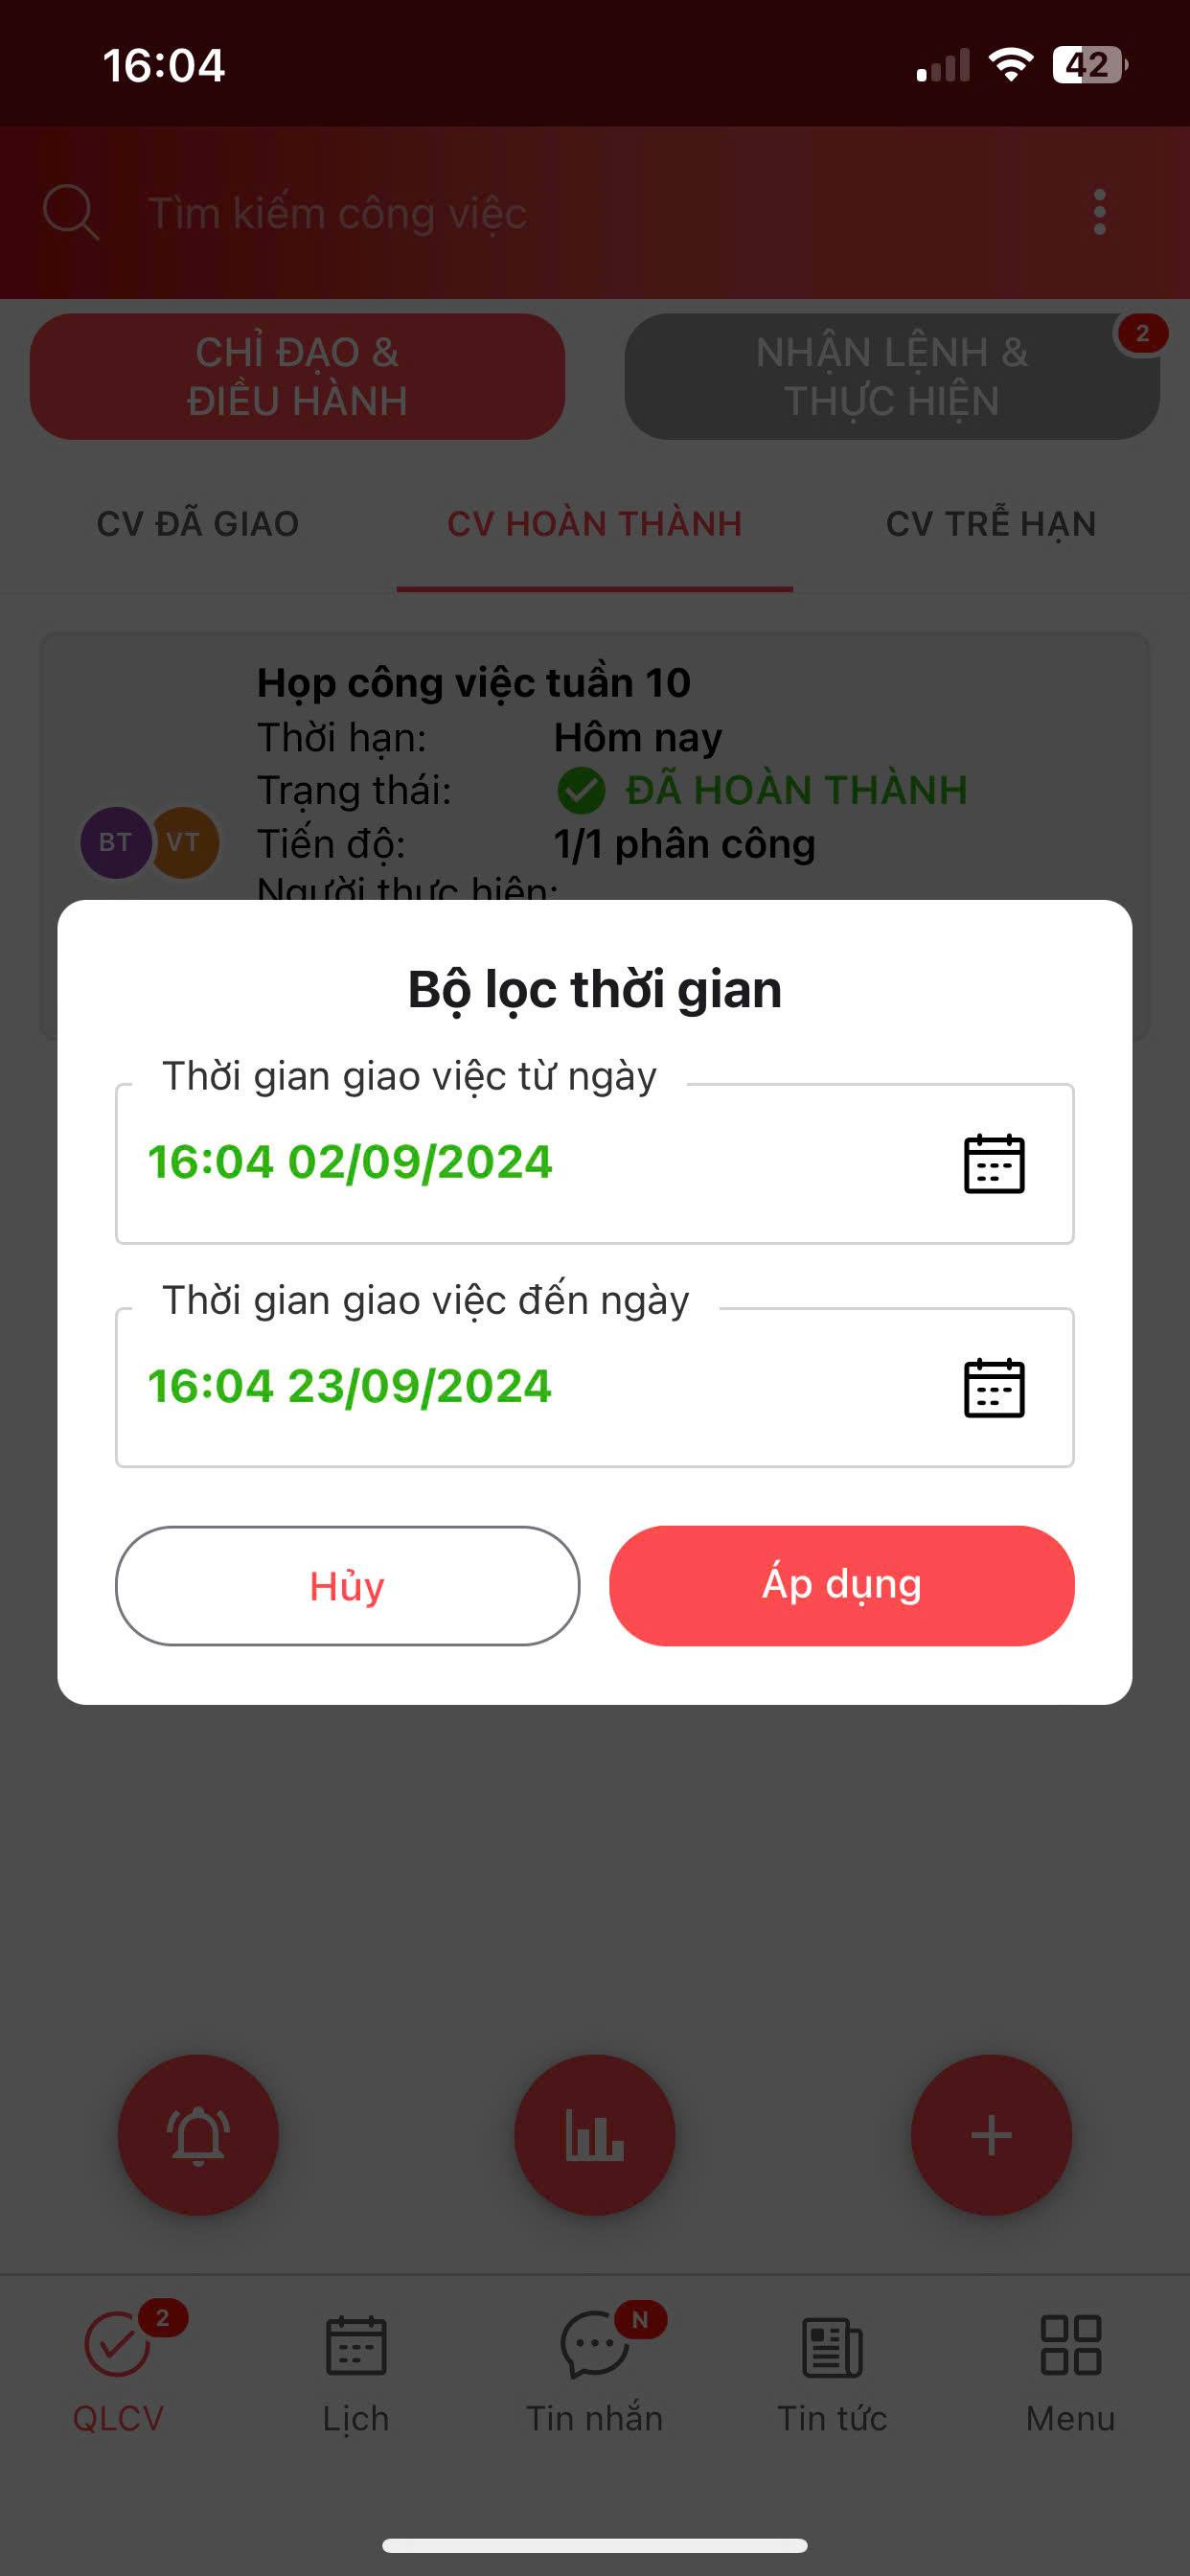 16:04
42
Tìm kiếm công việc
CHỈ ĐẠO &
ĐIỀU HÀNH
NHẬN LỆNH &
THỰC HIỆN
2
CV ĐÃ GIAO
CV HOÀN THÀNH
CV TRỄ HẠN
Họp công việc tuần 10
Thời hạn: Hôm nay
Trạng thái: ĐÃ HOÀN THÀNH
BT VT
Tiến độ: 1/1 phân công
Người thực hiện:
Bộ lọc thời gian
Thời gian giao việc từ ngày
16:04 02/09/2024
Thời gian giao việc đến ngày
16:04 23/09/2024
Hủy
Áp dụng
2
N
QLCV
Lịch
Tin nhắn
Tin tức
Menu